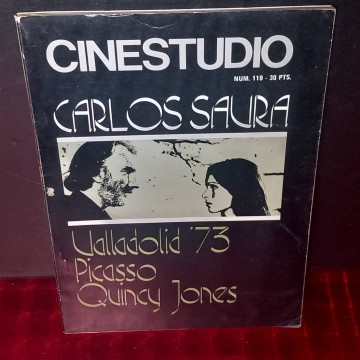 CINESTUDIO
NUM. 119 - 30 PTS.
CARLOS SAURA
Valladolid '73
Picasso
Quincy Jones